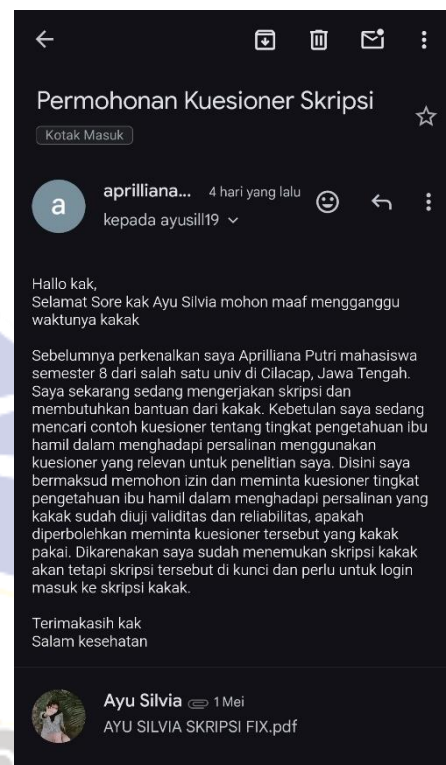 Permohonan Kuesioner Skripsi
Kotak Masuk
a
aprilliana... 4 hari yang lalu
kepada ayusill19
Hallo kak,
Selamat Sore kak Ayu Silvia mohon maaf mengganggu
waktunya kakak
Sebelumnya perkenalkan saya Aprilliana Putri mahasiswa
semester 8 dari salah satu univ di Cilacap, Jawa Tengah.
Saya sekarang sedang mengerjakan skripsi dan
membutuhkan bantuan dari kakak. Kebetulan saya sedang
mencari contoh kuesioner tentang tingkat pengetahuan ibu
hamil dalam menghadapi persalinan menggunakan
kuesioner yang relevan untuk penelitian saya. Disini saya
bermaksud memohon izin dan meminta kuesioner tingkat
pengetahuan ibu hamil dalam menghadapi persalinan yang
kakak sudah diuji validitas dan reliabilitas, apakah
diperbolehkan meminta kuesioner tersebut yang kakak
pakai. Dikarenakan saya sudah menemukan skripsi kakak
akan tetapi skripsi tersebut di kunci dan perlu untuk login
masuk ke skripsi kakak.
Terimakasih kak
Salam kesehatan
Ayu Silvia 1 Mei
AYU SILVIA SKRIPSI FIX.pdf